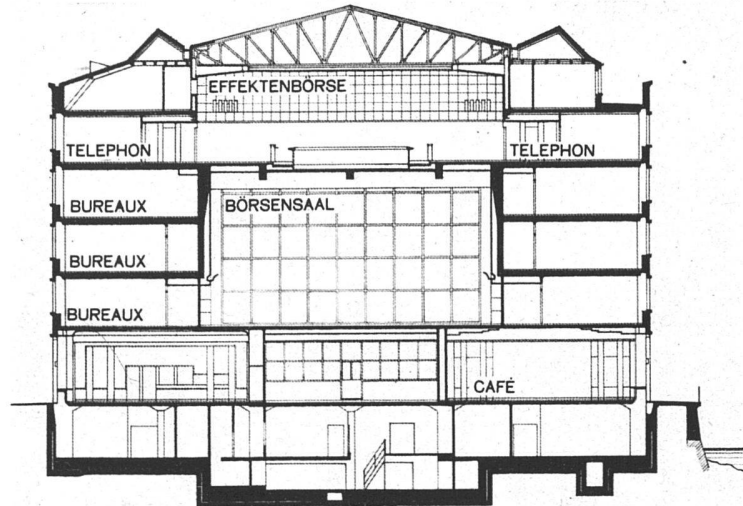 EFFEKTENBÖRSE
TELEPHON
TELEPHON
BUREAUX
BÖRSENSAAL
BUREAUX
BUREAUX
CAFÉ